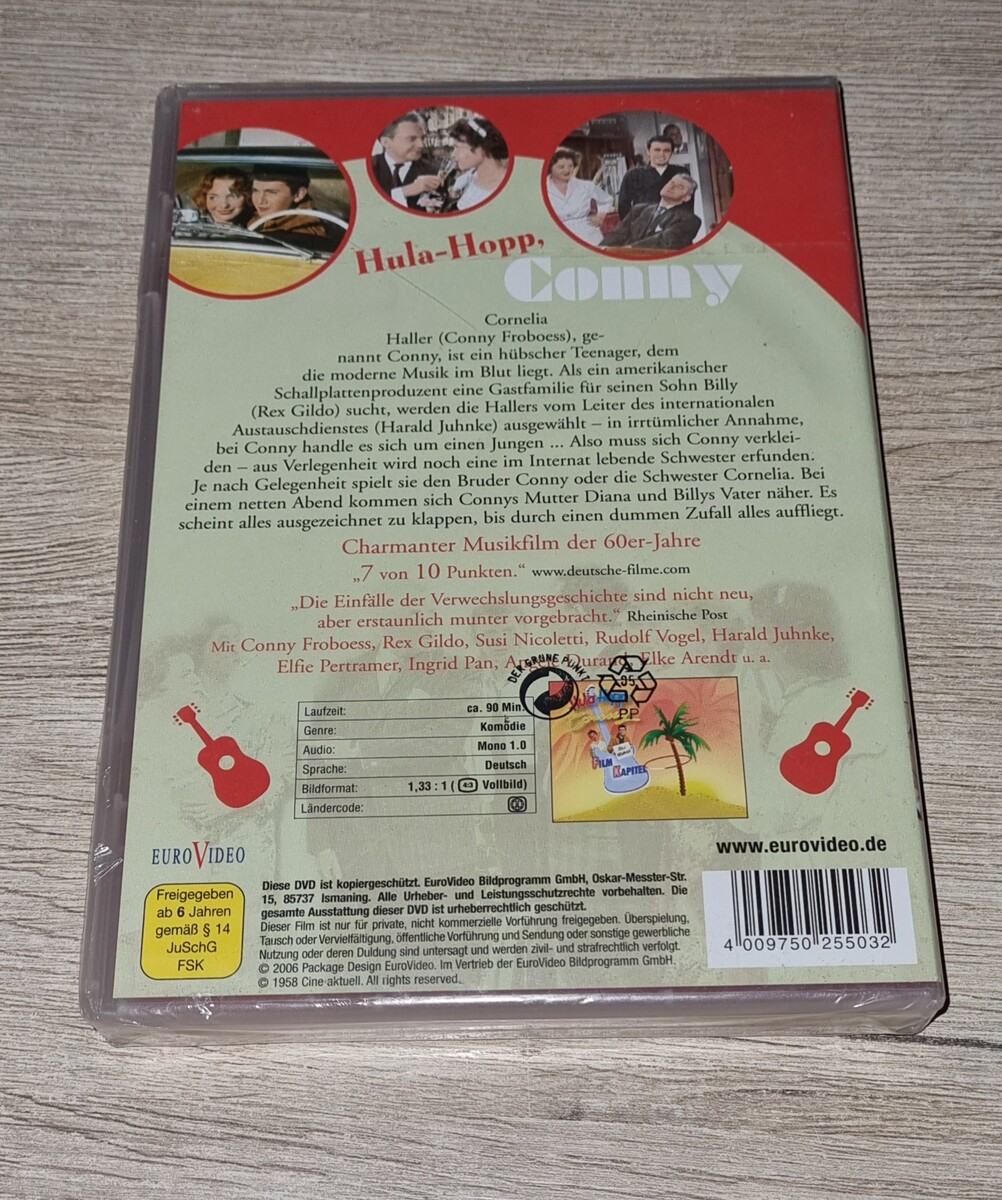 Hula-Hopp,
Conny
Cornelia
Haller (Conny Froboess), ge-
nannt Conny, ist ein hübscher Teenager, dem
die moderne Musik im Blut liegt. Als ein amerikanischer
Schallplattenproduzent eine Gastfamilie für seinen Sohn Billy
(Rex Gildo) sucht, werden die Hallers vom Leiter des internationalen
Austauschdienstes (Harald Juhnke) ausgewählt – in irrtümlicher Annahme,
bei Conny handle es sich um einen Jungen ... Also muss sich Conny verklei-
den – aus Verlegenheit wird noch eine im Internat lebende Schwester erfunden.
Je nach Gelegenheit spielt sie den Bruder Conny oder die Schwester Cornelia. Bei
einem netten Abend kommen sich Connys Mutter Diana und Billys Vater näher. Es
scheint alles ausgezeichnet zu klappen, bis durch einen dummen Zufall alles auffliegt.
Charmanter Musikfilm der 60er-Jahre
„7 von 10 Punkten.“ www.deutsche-filme.com
„Die Einfälle der Verwechslungsgeschichte sind nicht neu,
aber erstaunlich munter vorgebracht.“ Rheinische Post
Mit Conny Froboess, Rex Gildo, Susi Nicoletti, Rudolf Vogel, Harald Juhnke,
Elfie Pertramer, Ingrid Pan, Durand, Elke Arendt u. a.
DER GRÜNE PUNKT
05
PP
Laufzeit: ca. 90 Min.
Genre: Komödie
Audio: Mono 1.0
Sprache: Deutsch
Bildformat: 1,33 : 1 ( 4:3 Vollbild)
Ländercode:
FILM
KAPITEL
EUROVIDEO
www.eurovideo.de
Freigegeben
ab 6 Jahren
gemäß § 14
JuSchG
FSK
Diese DVD ist kopiergeschützt. EuroVideo Bildprogramm GmbH, Oskar-Messter-Str.
15, 85737 Ismaning. Alle Urheber- und Leistungsschutzrechte vorbehalten. Die
gesamte Ausstattung dieser DVD ist urheberrechtlich geschützt.
Dieser Film ist nur für private, nicht kommerzielle Vorführung freigegeben. Überspielung,
Tausch oder Vervielfältigung, öffentliche Vorführung und Sendung oder sonstige gewerbliche
Nutzung oder deren Duldung sind untersagt und werden zivil- und strafrechtlich verfolgt.
© 2006 Package Design EuroVideo. Im Vertrieb der EuroVideo Bildprogramm GmbH.
© 1958 Cine-aktuell. All rights reserved.
4 009750 255032